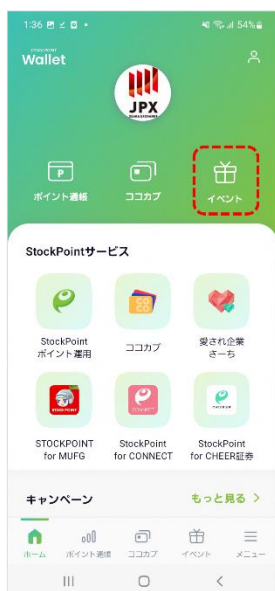 1:36 54%
STOCKPOINT
Wallet
JPX
ポイント通帳 ココカブ イベント
StockPointサービス
StockPoint
ポイント運用
ココカブ
愛され企業
さーち
STOCKPOINT
for MUFG
StockPoint
for CONNECT
StockPoint
for CHEER証券
キャンペーン もっと見る >
ホーム ポイント通帳 ココカブ イベント メニュー